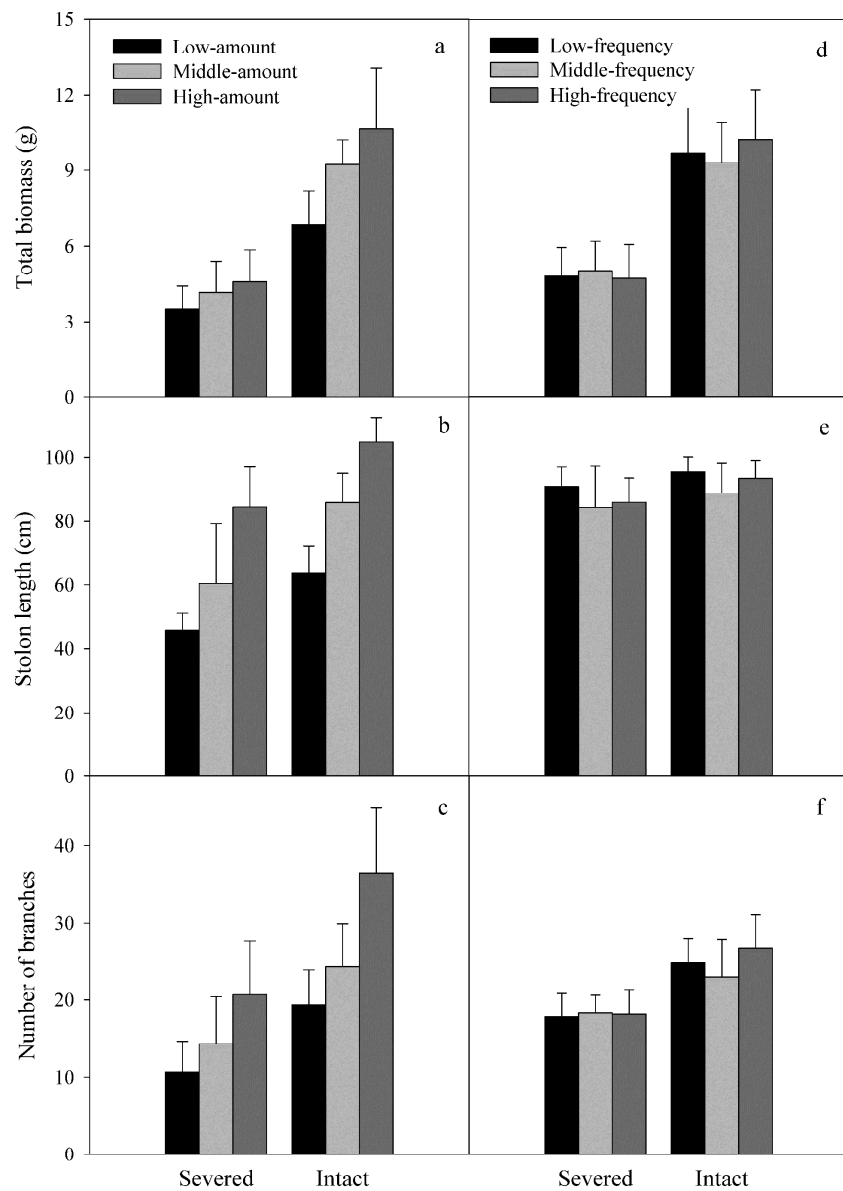 15
12
9
6
3
0
Total biomass (g)
Low-amount
Middle-amount
High-amount
a
Low-frequency
Middle-frequency
High-frequency
d
100
80
60
40
20
0
Stolon length (cm)
b
e
40
30
20
10
0
Number of branches
c
f
Severed
Intact
Severed
Intact